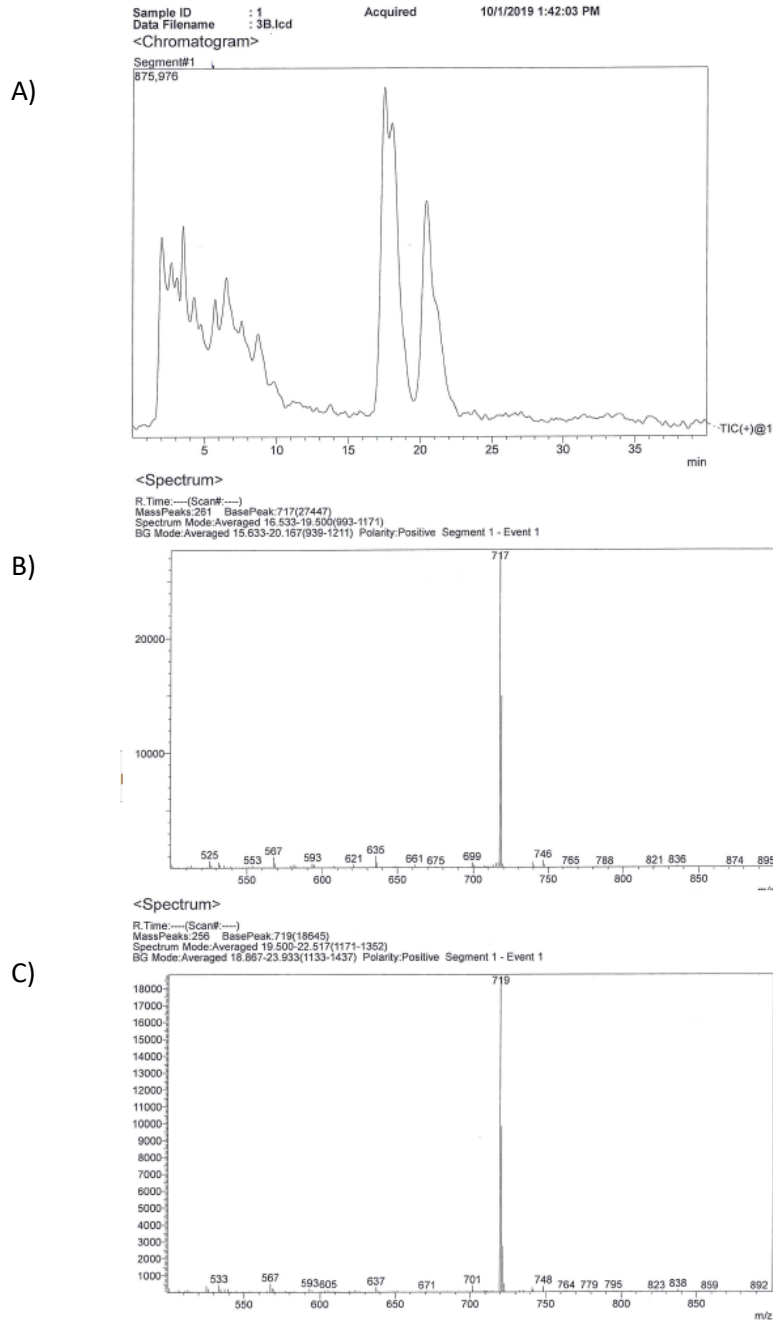 Sample ID : 1 Acquired 10/1/2019 1:42:03 PM
Data Filename : 3B.lcd
<Chromatogram>
A)
Segment#1
875,976
5 10 15 20 25 30 35
TIC(+)@1
min
<Spectrum>
R.Time:----(Scan#:----)
MassPeaks:261 BasePeak:717(27447)
Spectrum Mode:Averaged 16.533-19.500(993-1171)
BG Mode:Averaged 15.633-20.167(939-1211) Polarity:Positive Segment 1 - Event 1
B)
717
20000
10000
525 553 567 593 621 635 661 675 699 746 765 788 821 836 874 895
550 600 650 700 750 800 850
<Spectrum>
R.Time:----(Scan#:----)
MassPeaks:256 BasePeak:719(18645)
Spectrum Mode:Averaged 19.500-22.517(1171-1352)
BG Mode:Averaged 18.867-23.933(1133-1437) Polarity:Positive Segment 1 - Event 1
C)
719
18000
17000
16000
15000
14000
13000
12000
11000
10000
9000
8000
7000
6000
5000
4000
3000
2000
1000
533 567 593 605 637 671 701 748 764 779 795 823 838 859 892
550 600 650 700 750 800 850
m/z